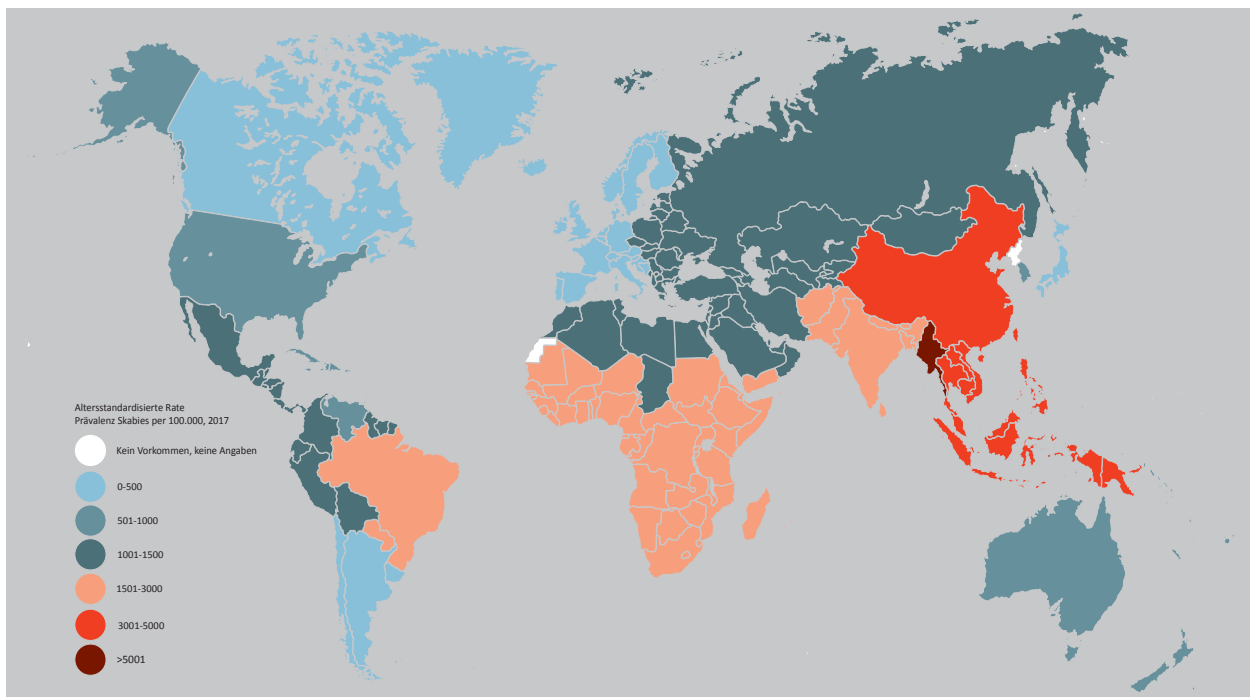 Altersstandardisierte Rate
Prävalenz Skabies per 100.000, 2017
Kein Vorkommen, keine Angaben
0-500
501-1000
1001-1500
1501-3000
3001-5000
>5001